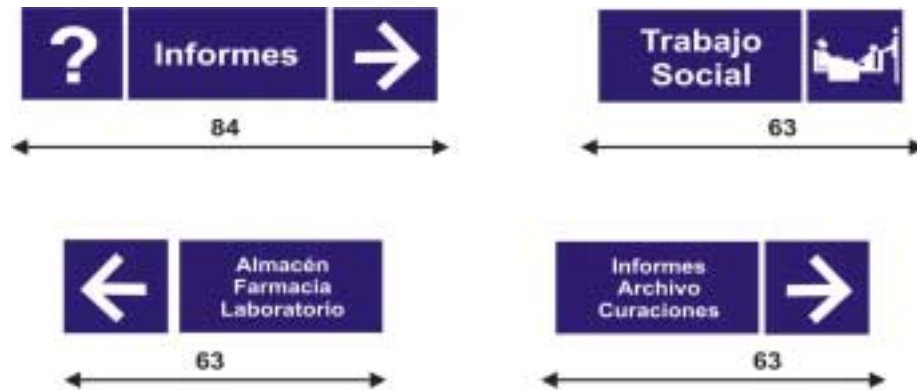 ?
Informes
Trabajo
Social
84
63
Almacén
Farmacia
Laboratorio
Informes
Archivo
Curaciones
63
63